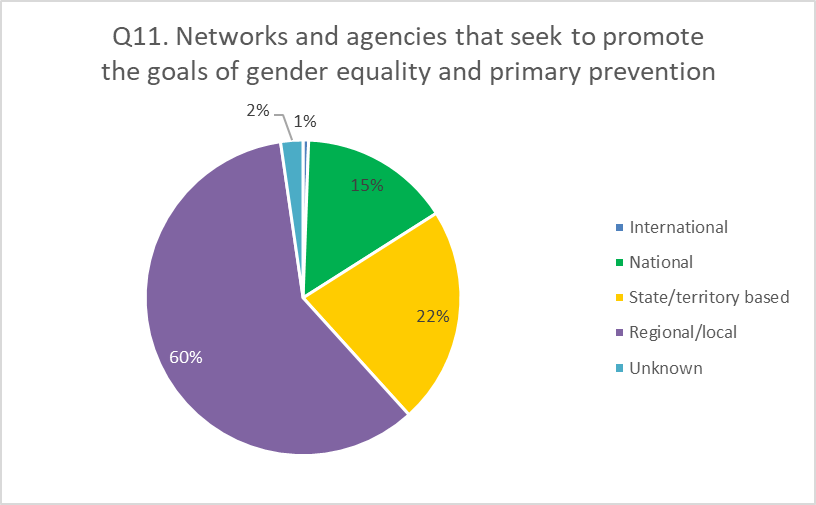 Q11. Networks and agencies that seek to promote
the goals of gender equality and primary prevention
2%
1%
15%
22%
60%
International
National
State/territory based
Regional/local
Unknown